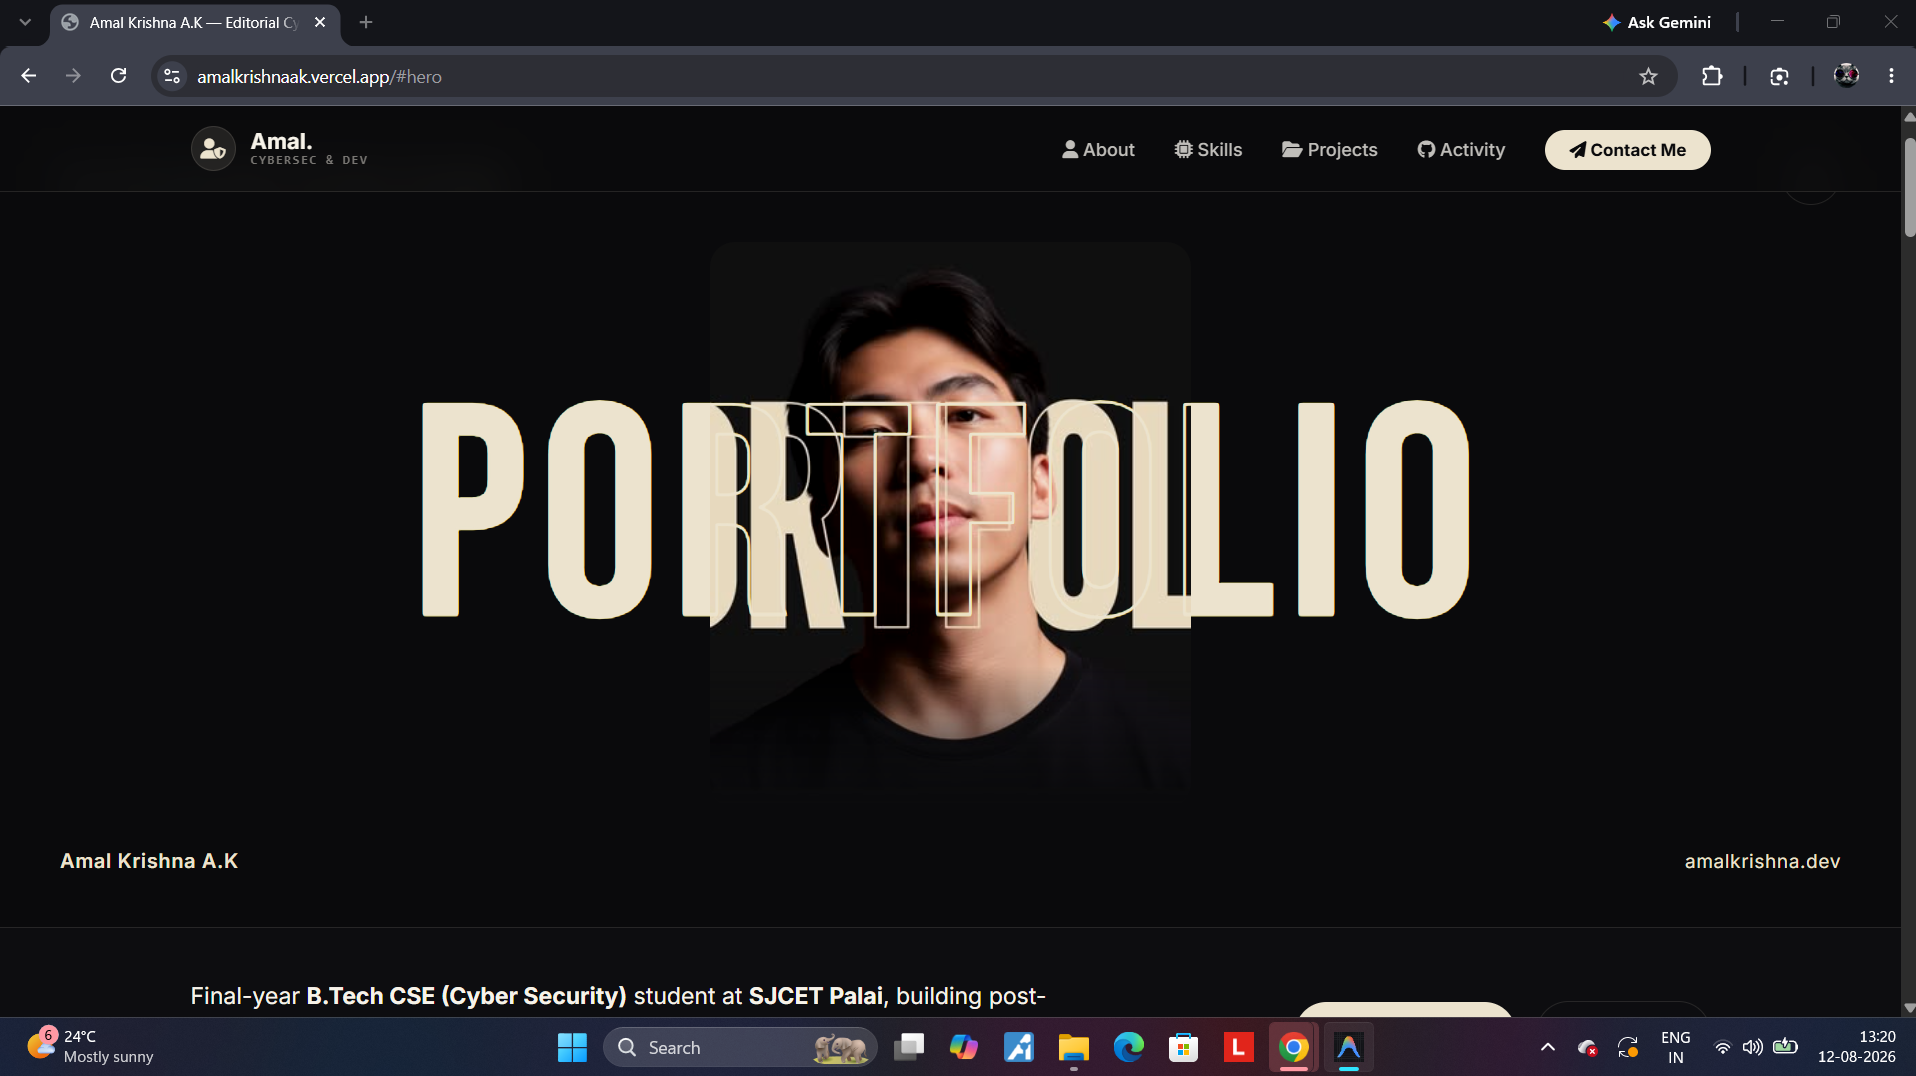 Amal Krishna A.K — Editorial Cy
Ask Gemini
amalkrishnaak.vercel.app/#hero
Amal.
CYBERSEC & DEV
About
Skills
Projects
Activity
Contact Me
PORTFOLIO
Amal Krishna A.K
amalkrishna.dev
Final-year B.Tech CSE (Cyber Security) student at SJCET Palai, building post-
6
24°C
Mostly sunny
Search
L
ENG
IN
13:20
12-08-2026